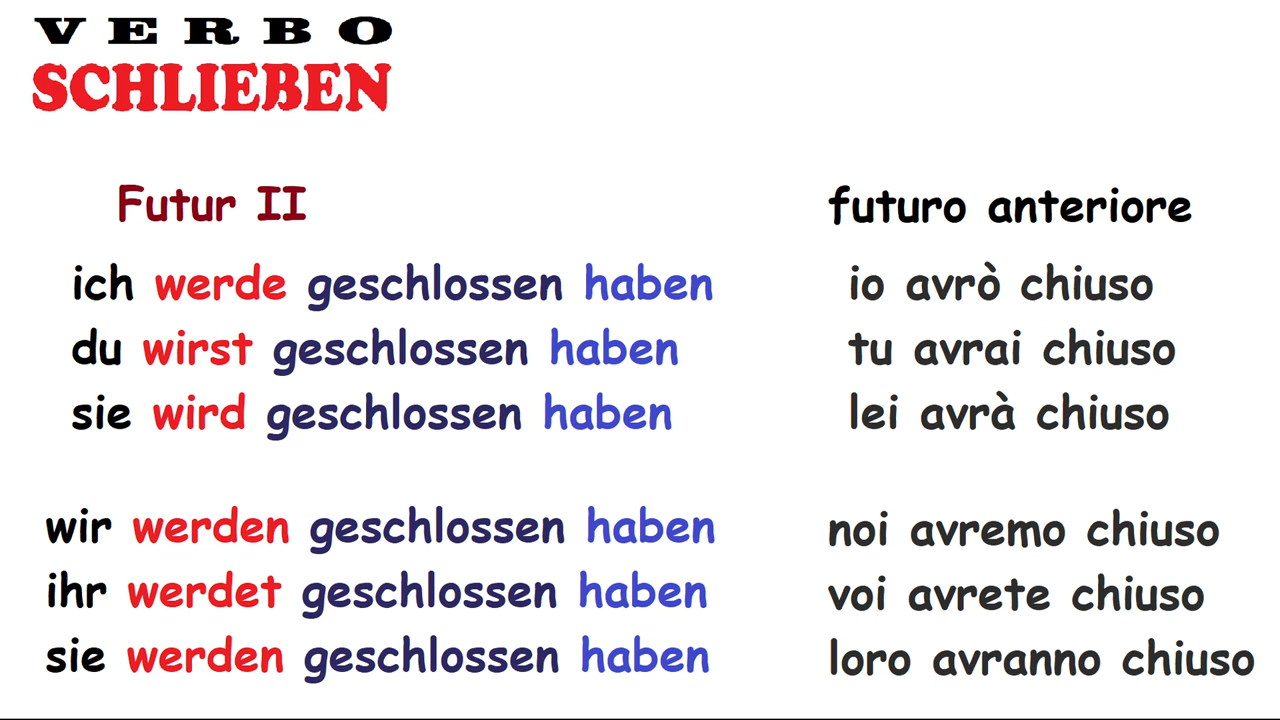 VERBO
SCHLIEßEN
Futur II
futuro anteriore
ich werde geschlossen haben
io avrò chiuso
du wirst geschlossen haben
tu avrai chiuso
sie wird geschlossen haben
lei avrà chiuso
wir werden geschlossen haben
noi avremo chiuso
ihr werdet geschlossen haben
voi avrete chiuso
sie werden geschlossen haben
loro avranno chiuso